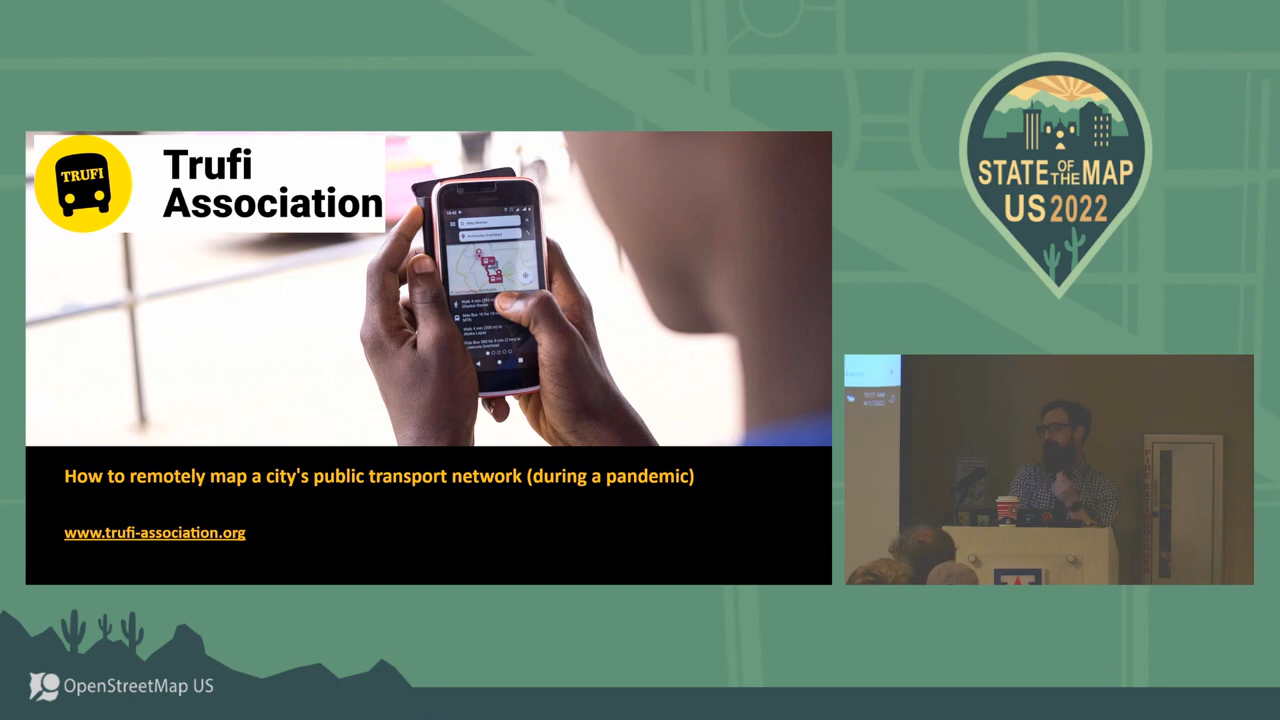 TRUFI
Trufi
Association
How to remotely map a city's public transport network (during a pandemic)
www.trufi-association.org
STATE OF THE MAP
US 2022
OpenStreetMap US